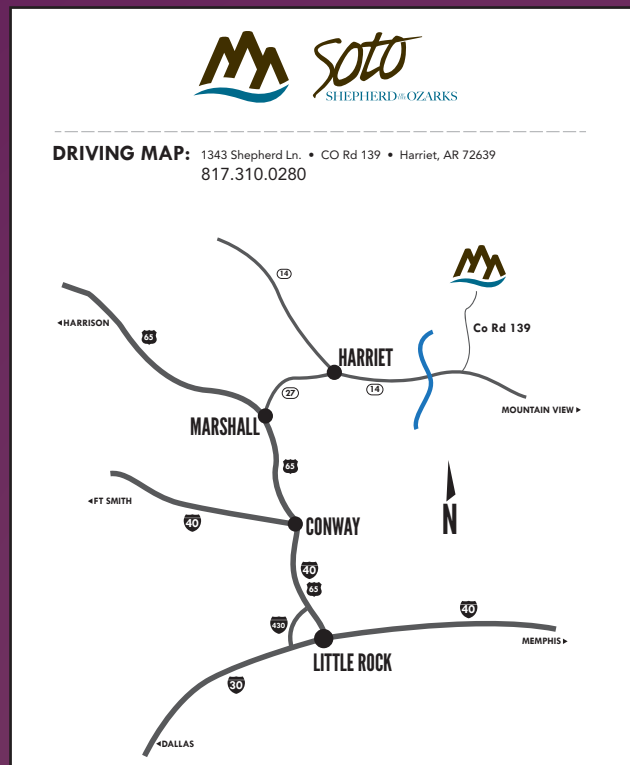 Soto
SHEPHERD of the OZARKS
DRIVING MAP: 1343 Shepherd Ln. • CO Rd 139 • Harriet, AR 72639
817.310.0280
14
◄HARRISON
65
Co Rd 139
HARRIET
27
14
MOUNTAIN VIEW►
MARSHALL
65
◄FT SMITH
40
CONWAY
N
40
65
430
40
MEMPHIS►
LITTLE ROCK
30
◄DALLAS